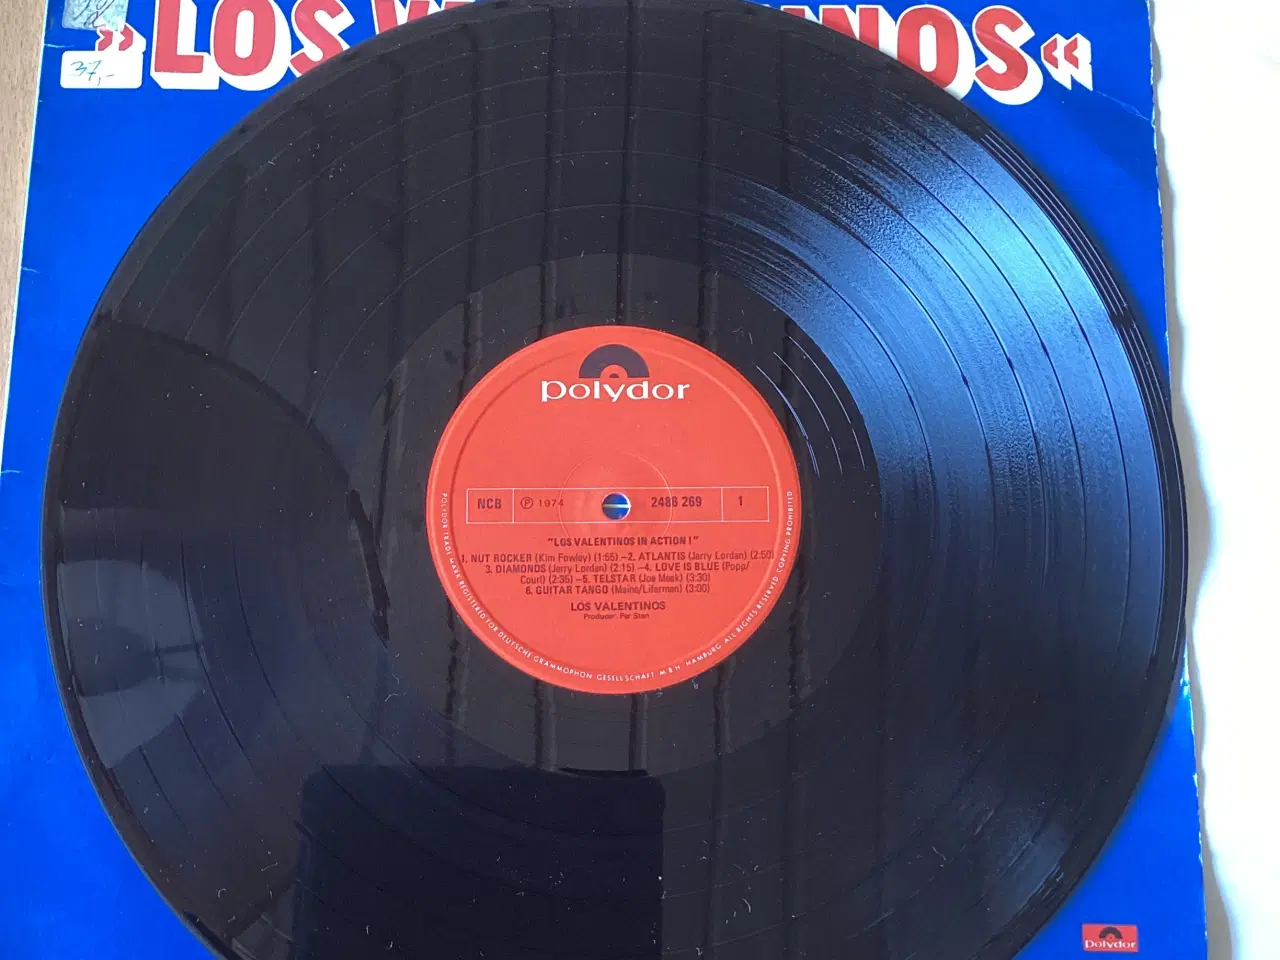 »LOS V INOS«
37,-
polydor
NCB
℗ 1974
2488 269
1
"LOS VALENTINOS IN ACTION !"
1. NUT ROCKER (Kim Fowley) (1:55) –2. ATLANTIS (Jerry Lordan) (2:50)
3. DIAMONDS (Jerry Lordan) (2:15) –4. LOVE IS BLUE (Popp/
Courl) (2:35) –5. TELSTAR (Joe Meek) (3:30)
6. GUITAR TANGO (Maine/Liferman) (3:00)
LOS VALENTINOS
Producer: Per Sten
POLYDOR TRADE MARK REGISTERED FOR DEUTSCHE GRAMMOPHON GESELLSCHAFT M.B.H. HAMBURG ALL RIGHTS RESERVED COPYING PROHIBITED
Polydor